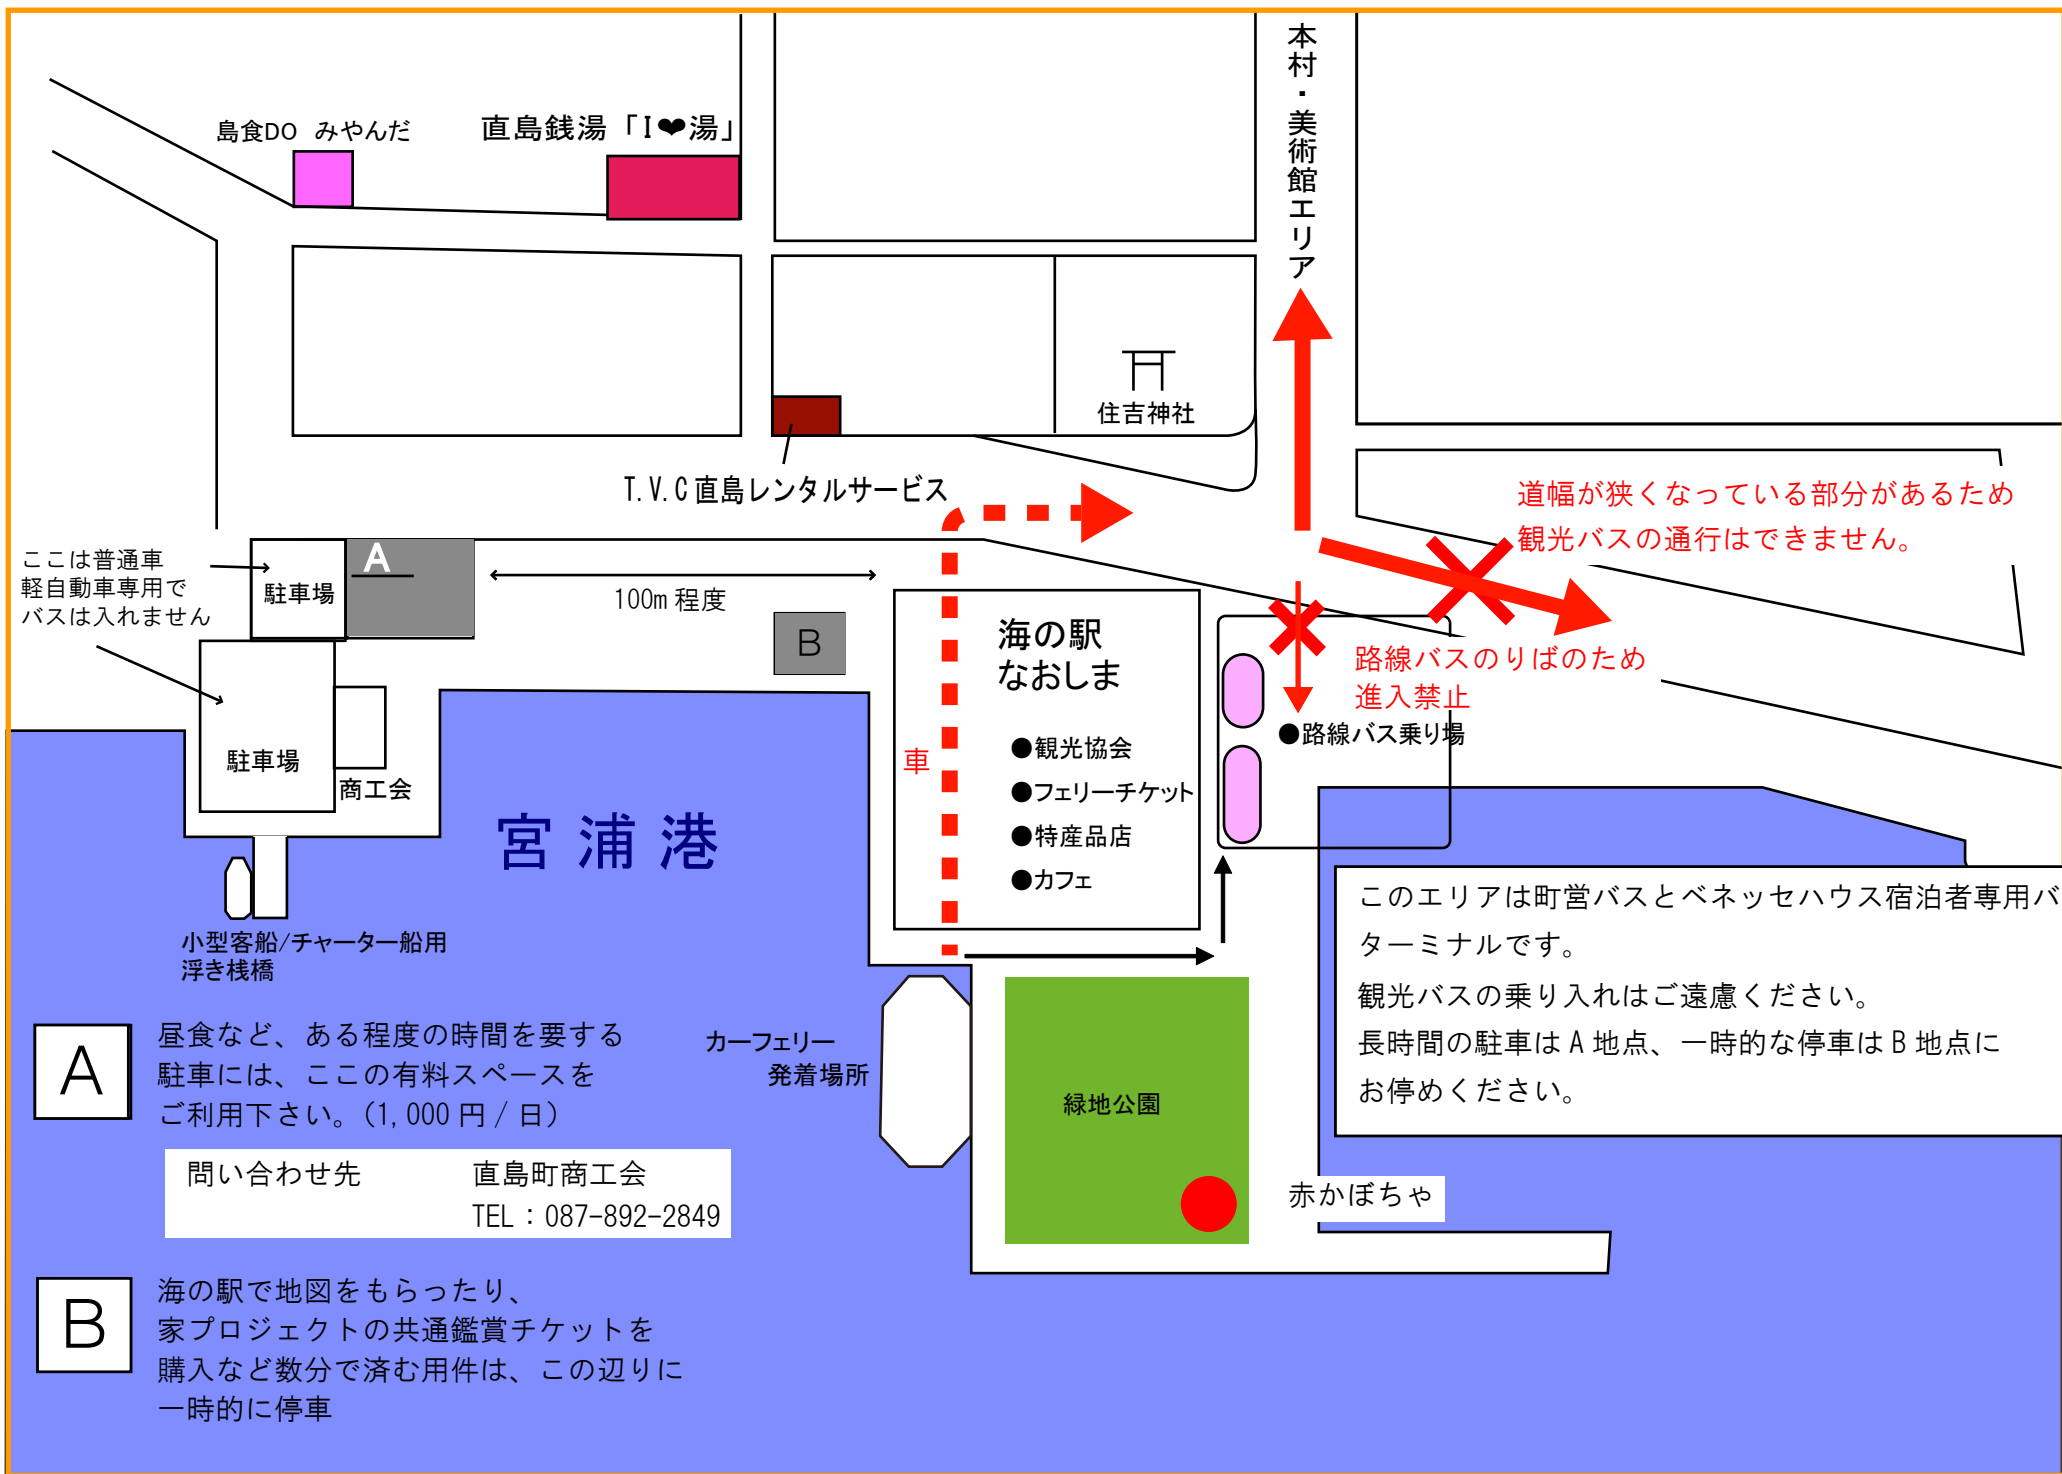 本村・美術館エリア
島食DO みやんだ
直島銭湯「I❤湯」
住吉神社
T.V.C直島レンタルサービス
道幅が狭くなっている部分があるため
観光バスの通行はできません。
ここは普通車
軽自動車専用で
バスは入れません
駐車場
A
100m 程度
B
海の駅
なおしま
●観光協会
●フェリーチケット
●特産品店
●カフェ
車
路線バスのりばのため
進入禁止
●路線バス乗り場
駐車場
商工会
宮浦港
小型客船/チャーター船用
浮き桟橋
このエリアは町営バスとベネッセハウス宿泊者専用バ
ターミナルです。
観光バスの乗り入れはご遠慮ください。
長時間の駐車は A 地点、一時的な停車は B 地点に
お停めください。
カーフェリー
発着場所
緑地公園
赤かぼちゃ
A
昼食など、ある程度の時間を要する
駐車には、ここの有料スペースを
ご利用下さい。(1,000 円 / 日)
問い合わせ先 直島町商工会
TEL：087-892-2849
B
海の駅で地図をもらったり、
家プロジェクトの共通鑑賞チケットを
購入など数分で済む用件は、この辺りに
一時的に停車